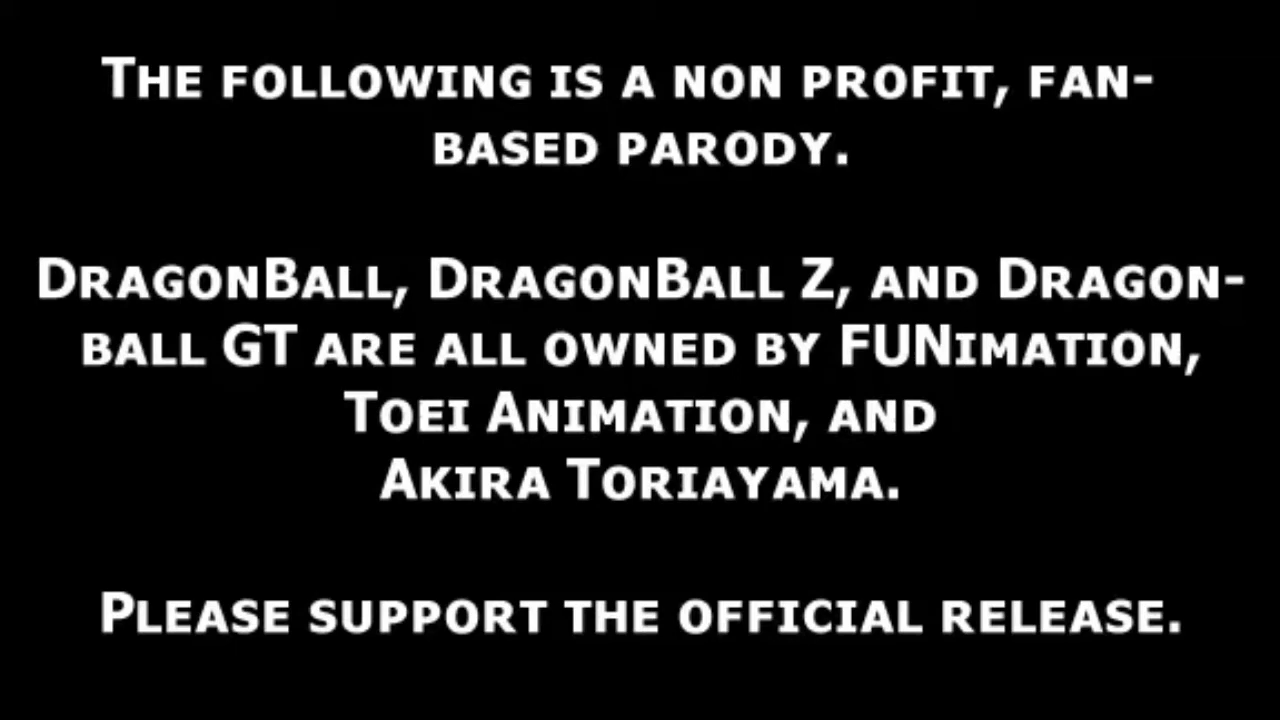 The following is a non profit, fan-
based parody.
DragonBall, DragonBall Z, and Dragon-
ball GT are all owned by FUNimation,
Toei Animation, and
Akira Toriayama.
Please support the official release.